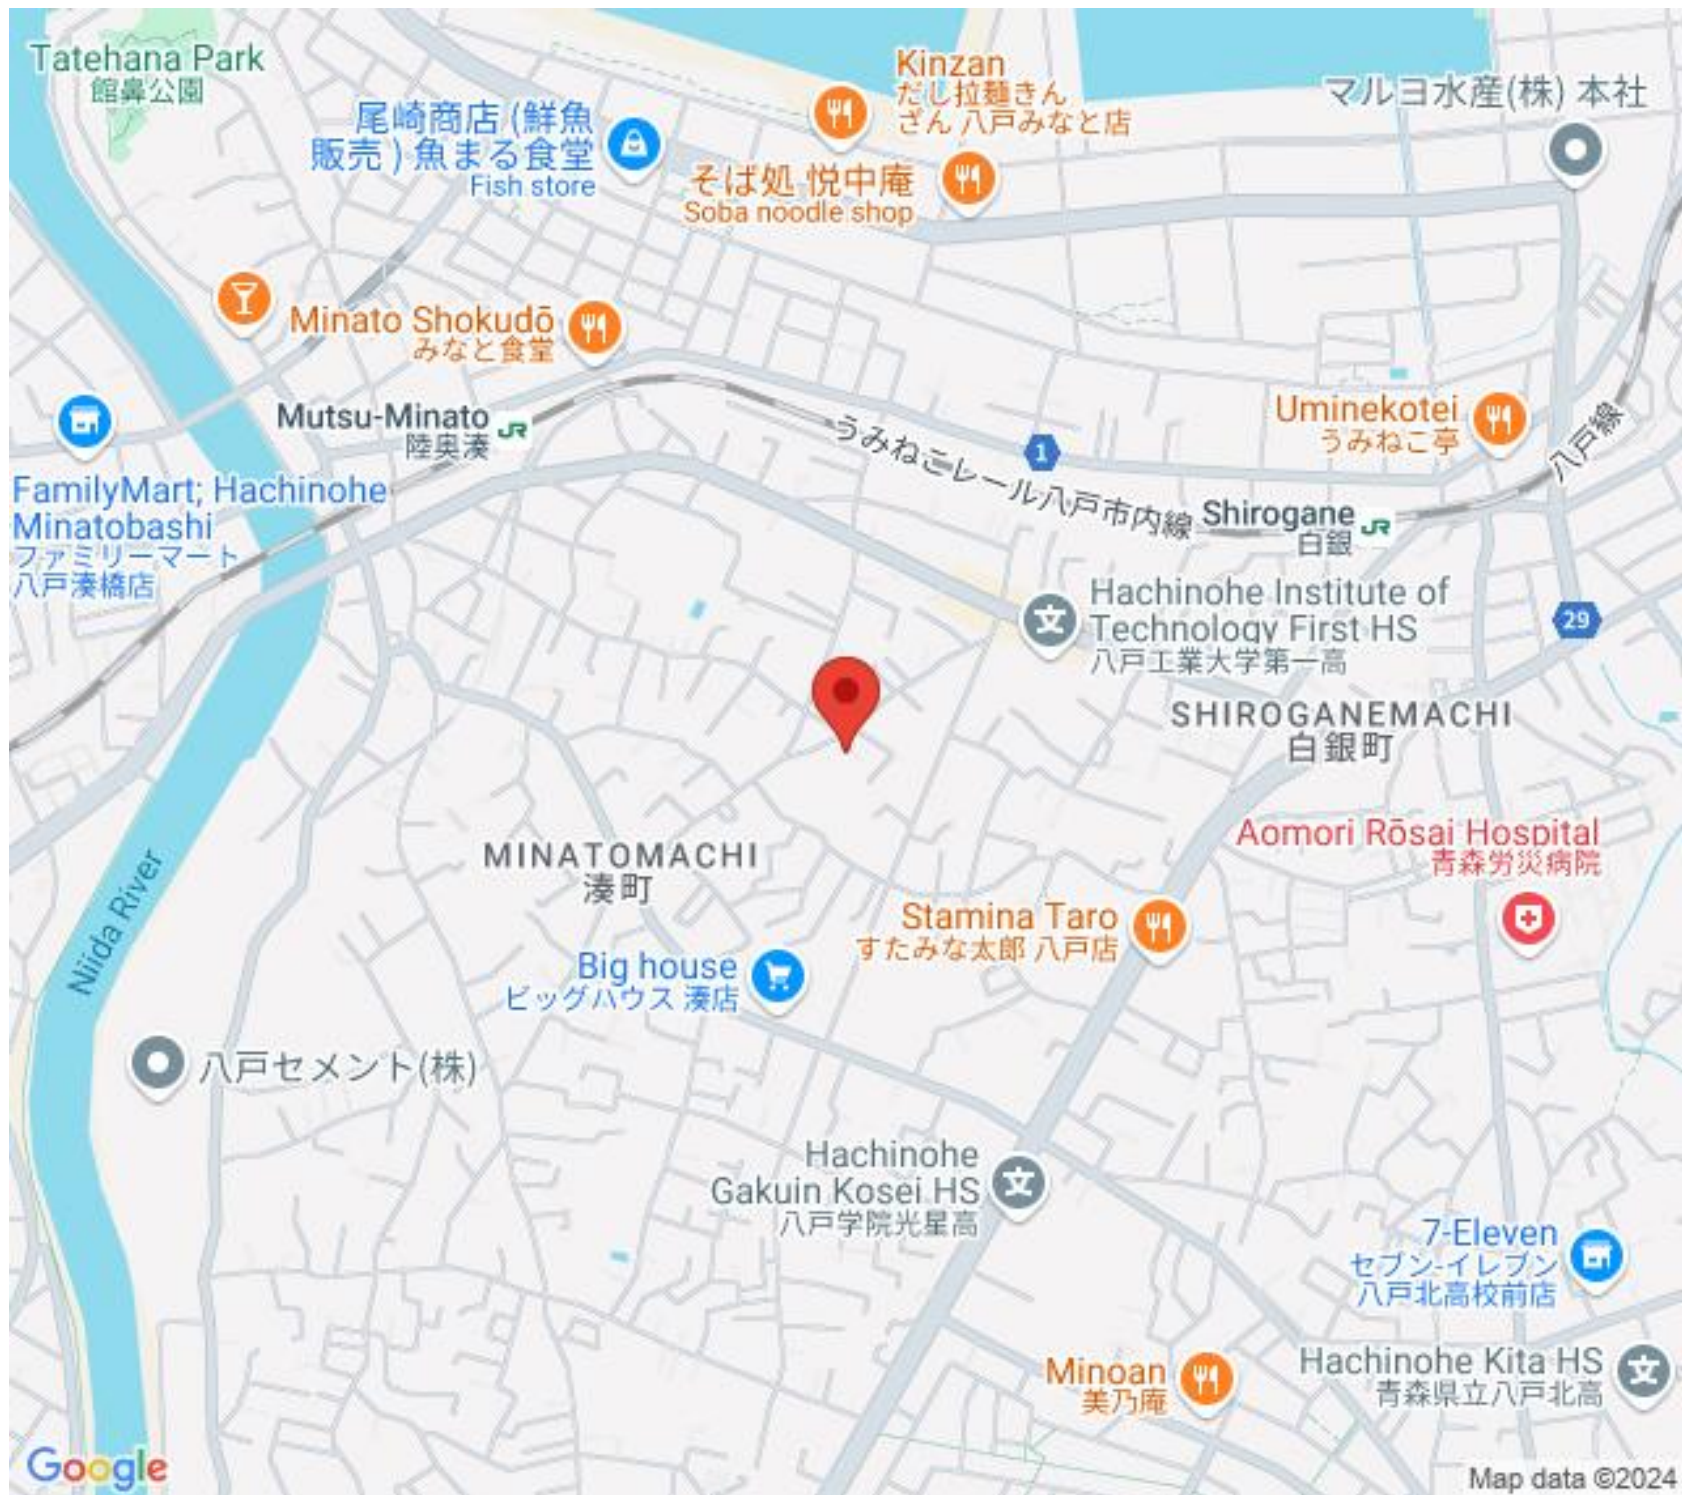 Tatehana Park
館鼻公園
Kinzan
だし拉麺きん
ざん 八戸みなと店
マルヨ水産(株) 本社
尾崎商店 (鮮魚
販売 ) 魚まる食堂
Fish store
そば処 悦中庵
Soba noodle shop
Minato Shokudō
みなと食堂
Mutsu-Minato
陸奥湊
JR
FamilyMart; Hachinohe
Minatobashi
ファミリーマート
八戸湊橋店
うみねこレール八戸市内線
1
Uminekotei
うみねこ亭
八戸線
Shirogane
白銀
JR
Hachinohe Institute of
Technology First HS
八戸工業大学第一高
文
29
SHIROGANEMACHI
白銀町
MINATOMACHI
湊町
Aomori Rōsai Hospital
青森労災病院
Stamina Taro
すたみな太郎 八戸店
Big house
ビッグハウス 湊店
Niida River
八戸セメント(株)
Hachinohe
Gakuin Kosei HS
八戸学院光星高
文
7-Eleven
セブン-イレブン
八戸北高校前店
Minoan
美乃庵
Hachinohe Kita HS
青森県立八戸北高
文
Google
Map data ©2024